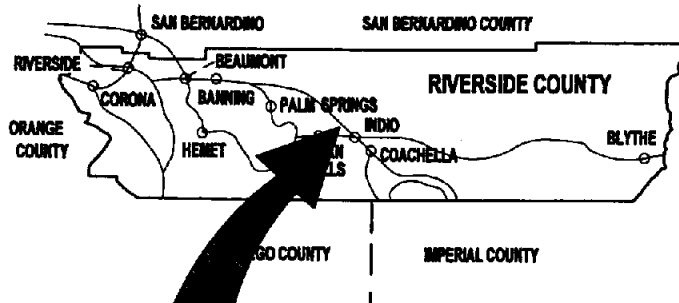 SAN BERNARDINO
SAN BERNARDINO COUNTY
RIVERSIDE
BEAUMONT
RIVERSIDE COUNTY
CORONA
BANNING
PALM SPRINGS
ORANGE
COUNTY
INDIO
BLYTHE
HEMET
COACHELLA
COUNTY
IMPERIAL COUNTY